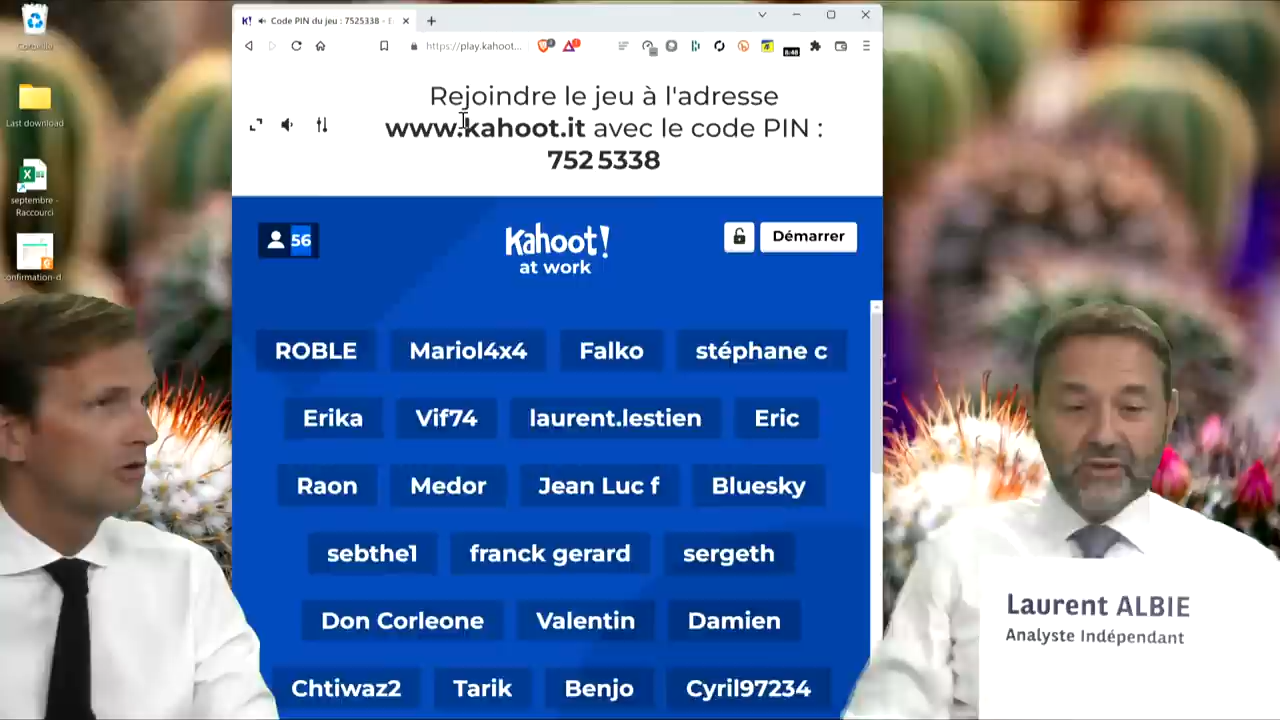 Code PIN du jeu : 7525338 -
https://play.kahoot...
Corbeille
Last download
septembre -
Raccourci
confirmation-d
Rejoindre le jeu à l'adresse
www.kahoot.it avec le code PIN :
752 5338
56
Kahoot!
at work
Démarrer
ROBLE Mariol4x4 Falko stéphane c
Erika Vif74 laurent.lestien Eric
Raon Medor Jean Luc f Bluesky
sebthe1 franck gerard sergeth
Don Corleone Valentin Damien
Chtiwaz2 Tarik Benjo Cyril97234
Laurent ALBIE
Analyste Indépendant